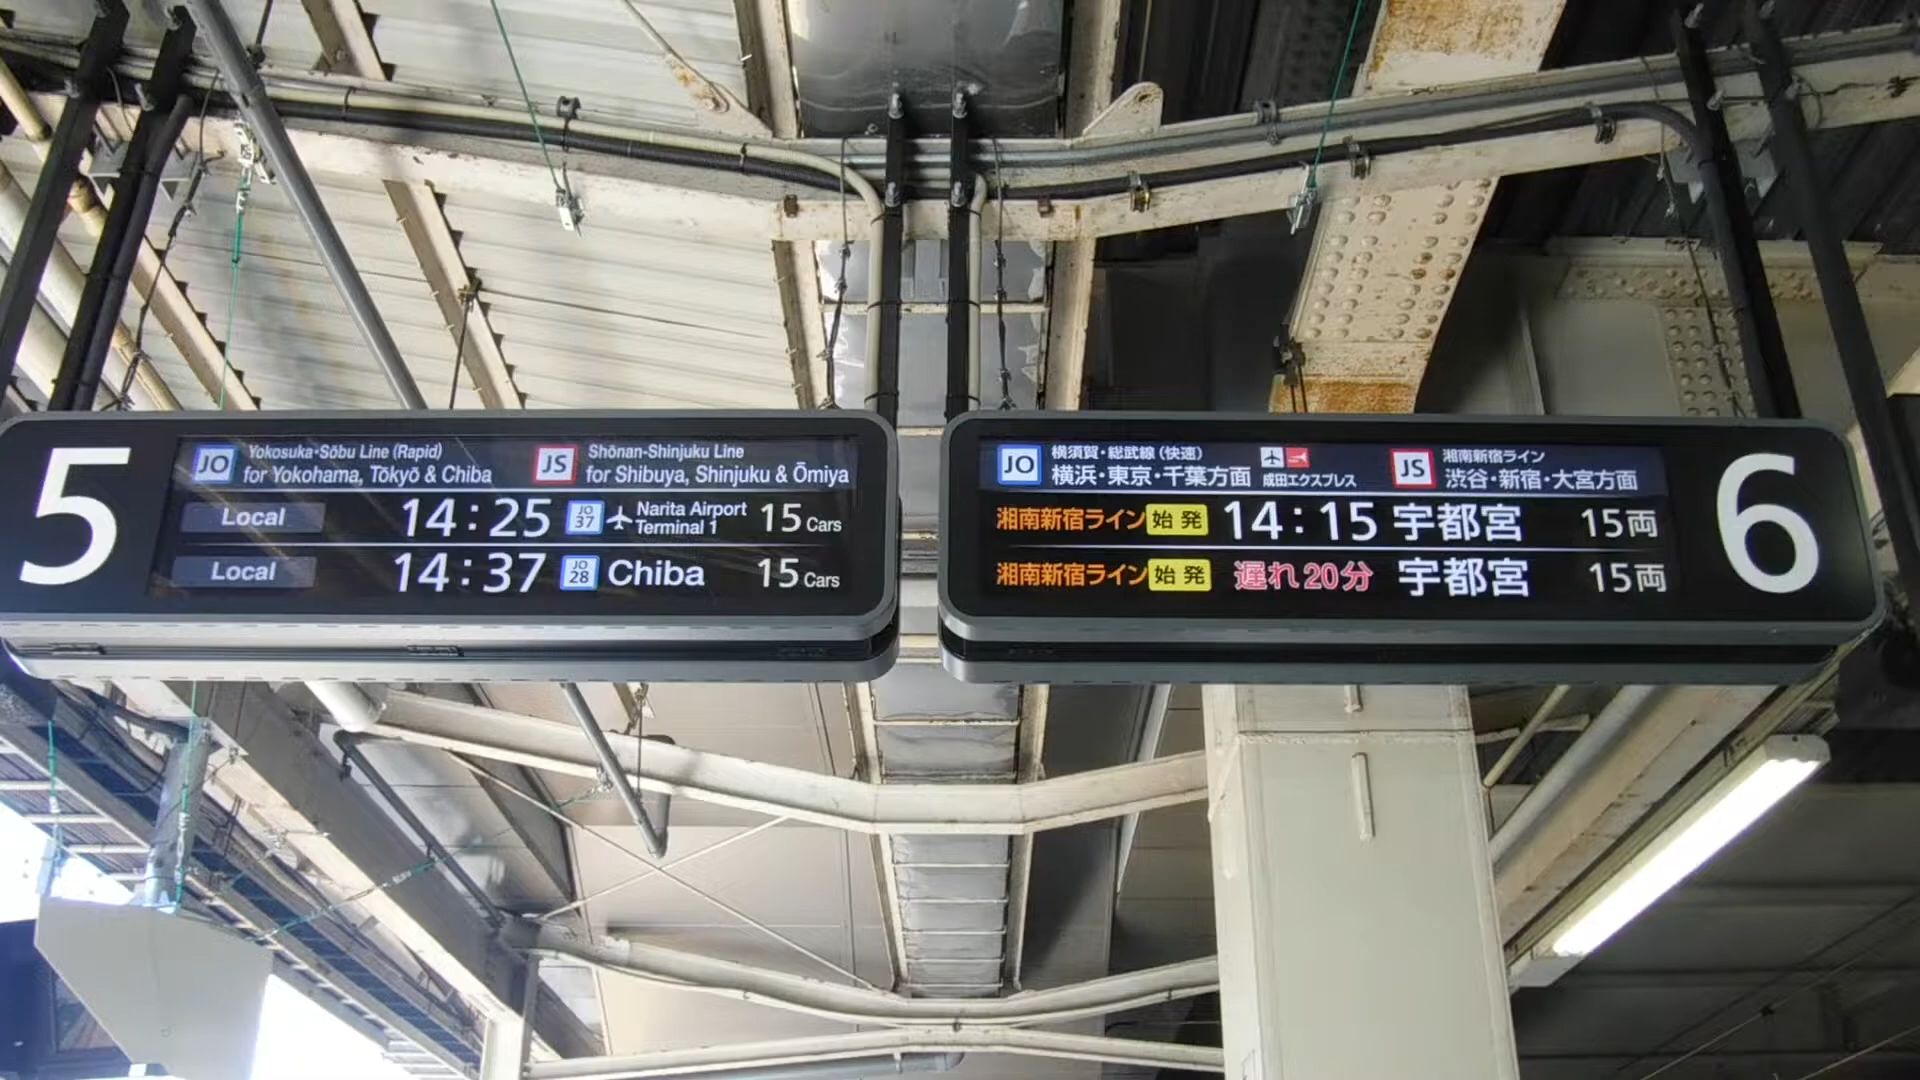 5
JO Yokosuka·Sōbu Line (Rapid)
for Yokohama, Tōkyō & Chiba
JS Shōnan-Shinjuku Line
for Shibuya, Shinjuku & Ōmiya
Local 14:25 JO 37 Narita Airport Terminal 1 15 Cars
Local 14:37 JO 28 Chiba 15 Cars
JO 横須賀・総武線（快速）
横浜・東京・千葉方面
成田エクスプレス
JS 湘南新宿ライン
渋谷・新宿・大宮方面
湘南新宿ライン 始発 14:15 宇都宮 15両
湘南新宿ライン 始発 遅れ20分 宇都宮 15両
6